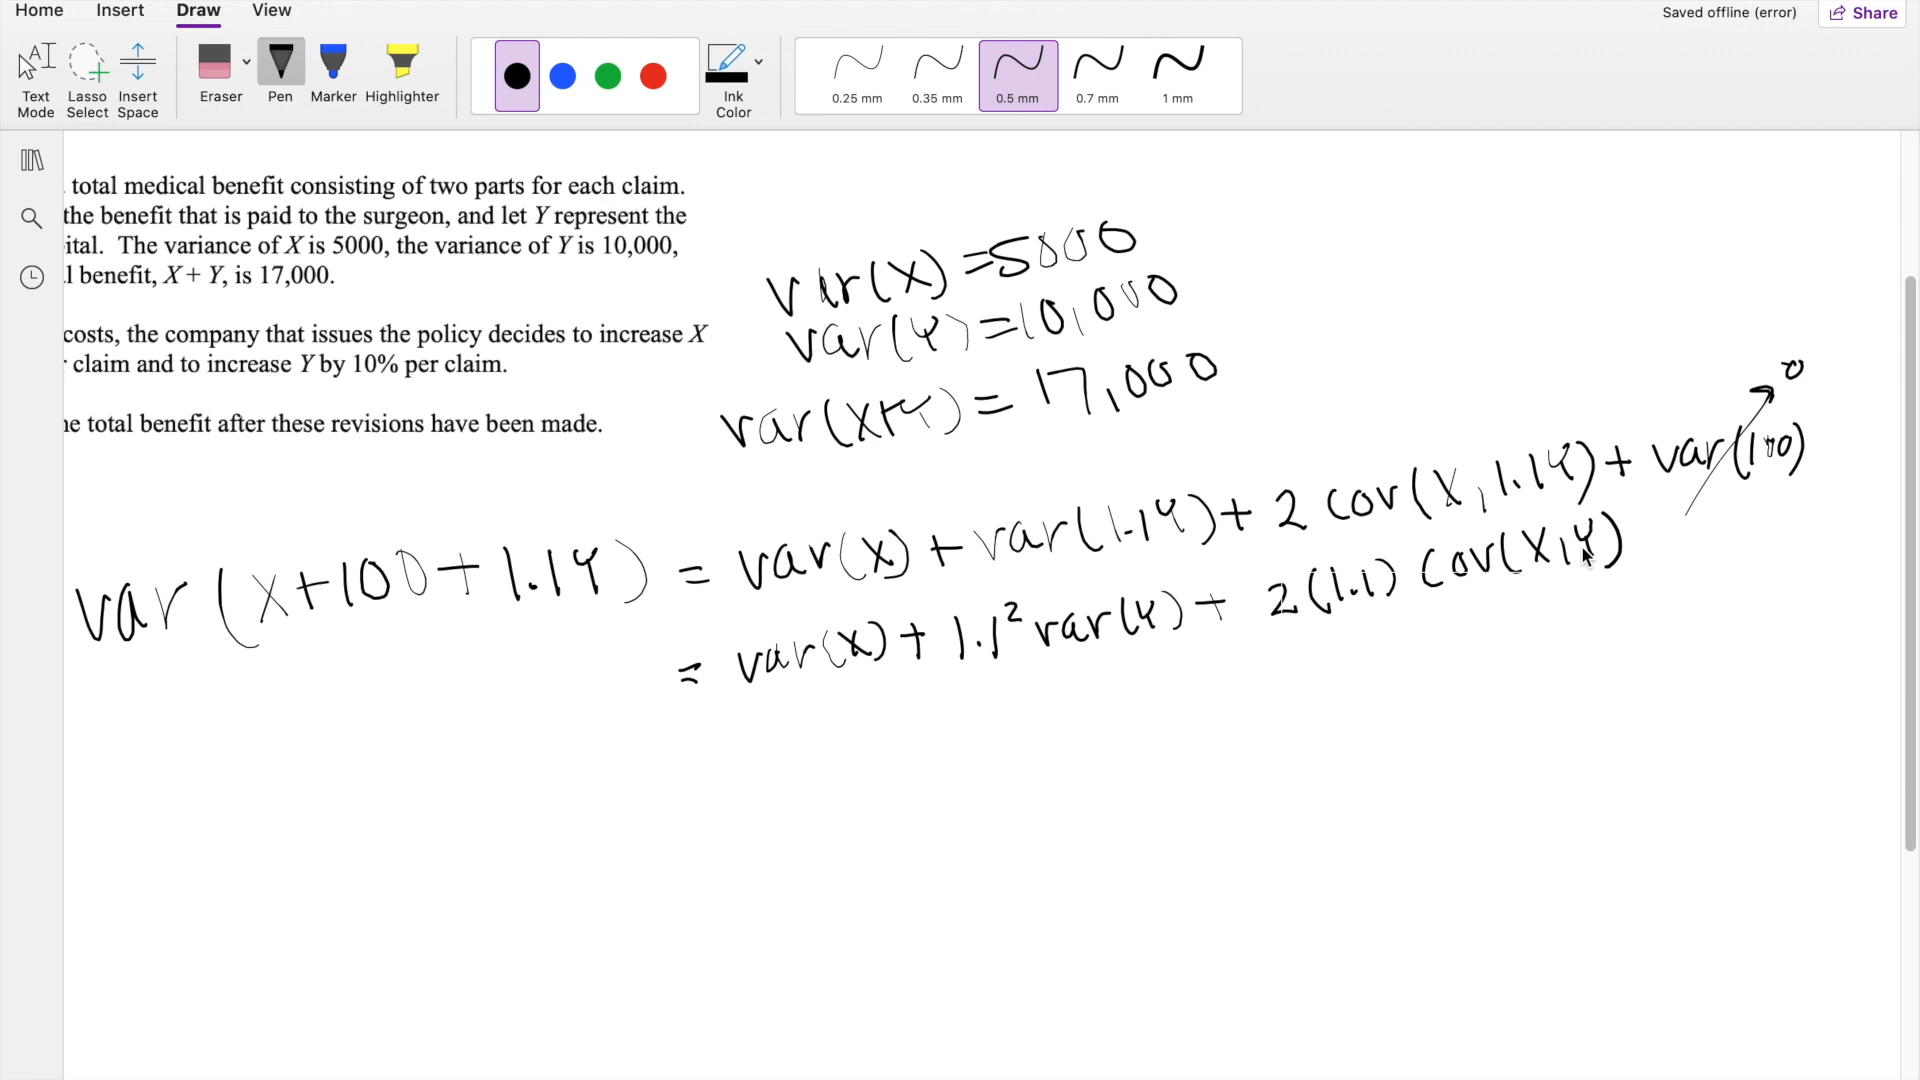 Home Insert Draw View
Saved offline (error) Share
Text Mode
Lasso Select
Insert Space
Eraser
Pen
Marker
Highlighter
Ink Color
0.25 mm
0.35 mm
0.5 mm
0.7 mm
1 mm
total medical benefit consisting of two parts for each claim.
the benefit that is paid to the surgeon, and let Y represent the
ital. The variance of X is 5000, the variance of Y is 10,000,
l benefit, X + Y, is 17,000.
costs, the company that issues the policy decides to increase X
claim and to increase Y by 10% per claim.
ne total benefit after these revisions have been made.
var(X) = 5000
var(Y) = 10,000
var(X+Y) = 17,000
0
var(X+100+1.1Y) = var(X) + var(1.1Y) + 2 cov(X, 1.1Y) + var(100)
= var(X) + 1.1² var(Y) + 2(1.1) cov(X,Y)